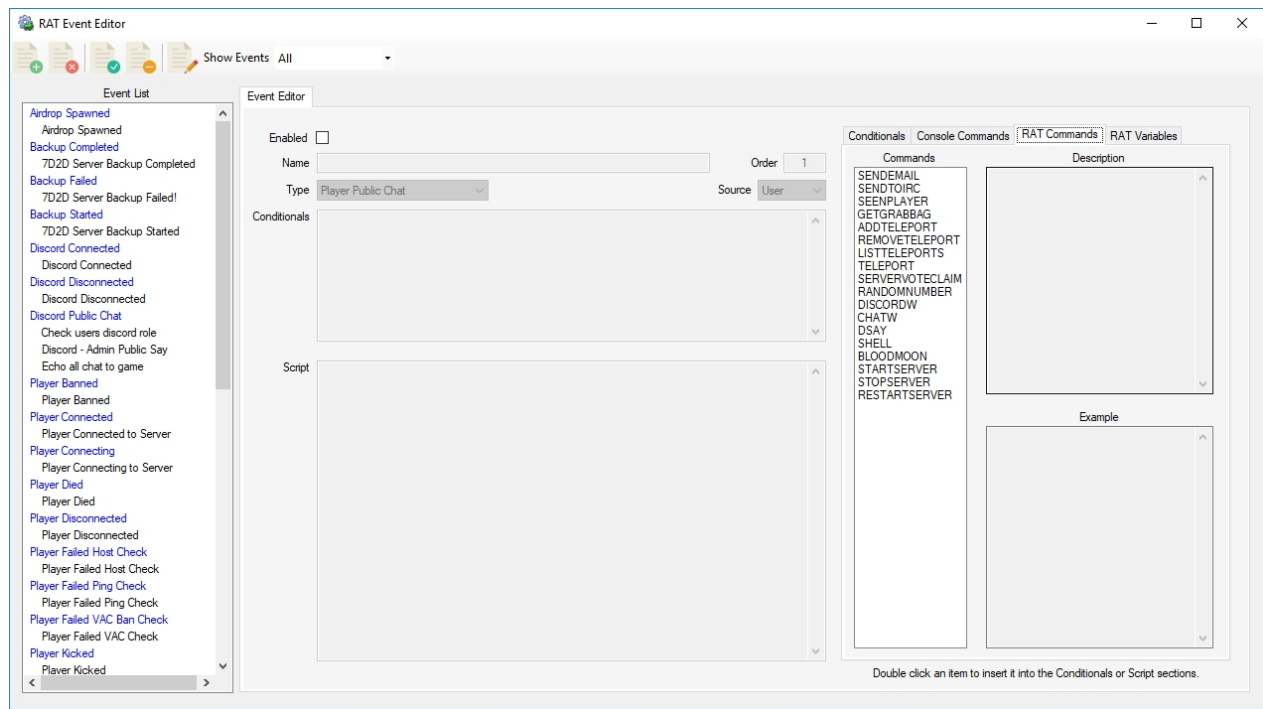 RAT Event Editor
Show Events All
Event List
Airdrop Spawned
Airdrop Spawned
Backup Completed
7D2D Server Backup Completed
Backup Failed
7D2D Server Backup Failed!
Backup Started
7D2D Server Backup Started
Discord Connected
Discord Connected
Discord Disconnected
Discord Disconnected
Discord Public Chat
Check users discord role
Discord - Admin Public Say
Echo all chat to game
Player Banned
Player Banned
Player Connected
Player Connected to Server
Player Connecting
Player Connecting to Server
Player Died
Player Died
Player Disconnected
Player Disconnected
Player Failed Host Check
Player Failed Host Check
Player Failed Ping Check
Player Failed Ping Check
Player Failed VAC Ban Check
Player Failed VAC Check
Player Kicked
Player Kicked
Event Editor
Enabled
Name
Order 1
Type Player Public Chat
Source User
Conditionals
Script
Conditionals Console Commands RAT Commands RAT Variables
Commands
SENDEMAIL
SENDTOIRC
SEENPLAYER
GETGRABBAG
ADDTELEPORT
REMOVETELEPORT
LISTTELEPORTS
TELEPORT
SERVERVOTECLAIM
RANDOMNUMBER
DISCORDW
CHATW
DSAY
SHELL
BLOODMOON
STARTSERVER
STOPSERVER
RESTARTSERVER
Description
Example
Double click an item to insert it into the Conditionals or Script sections.